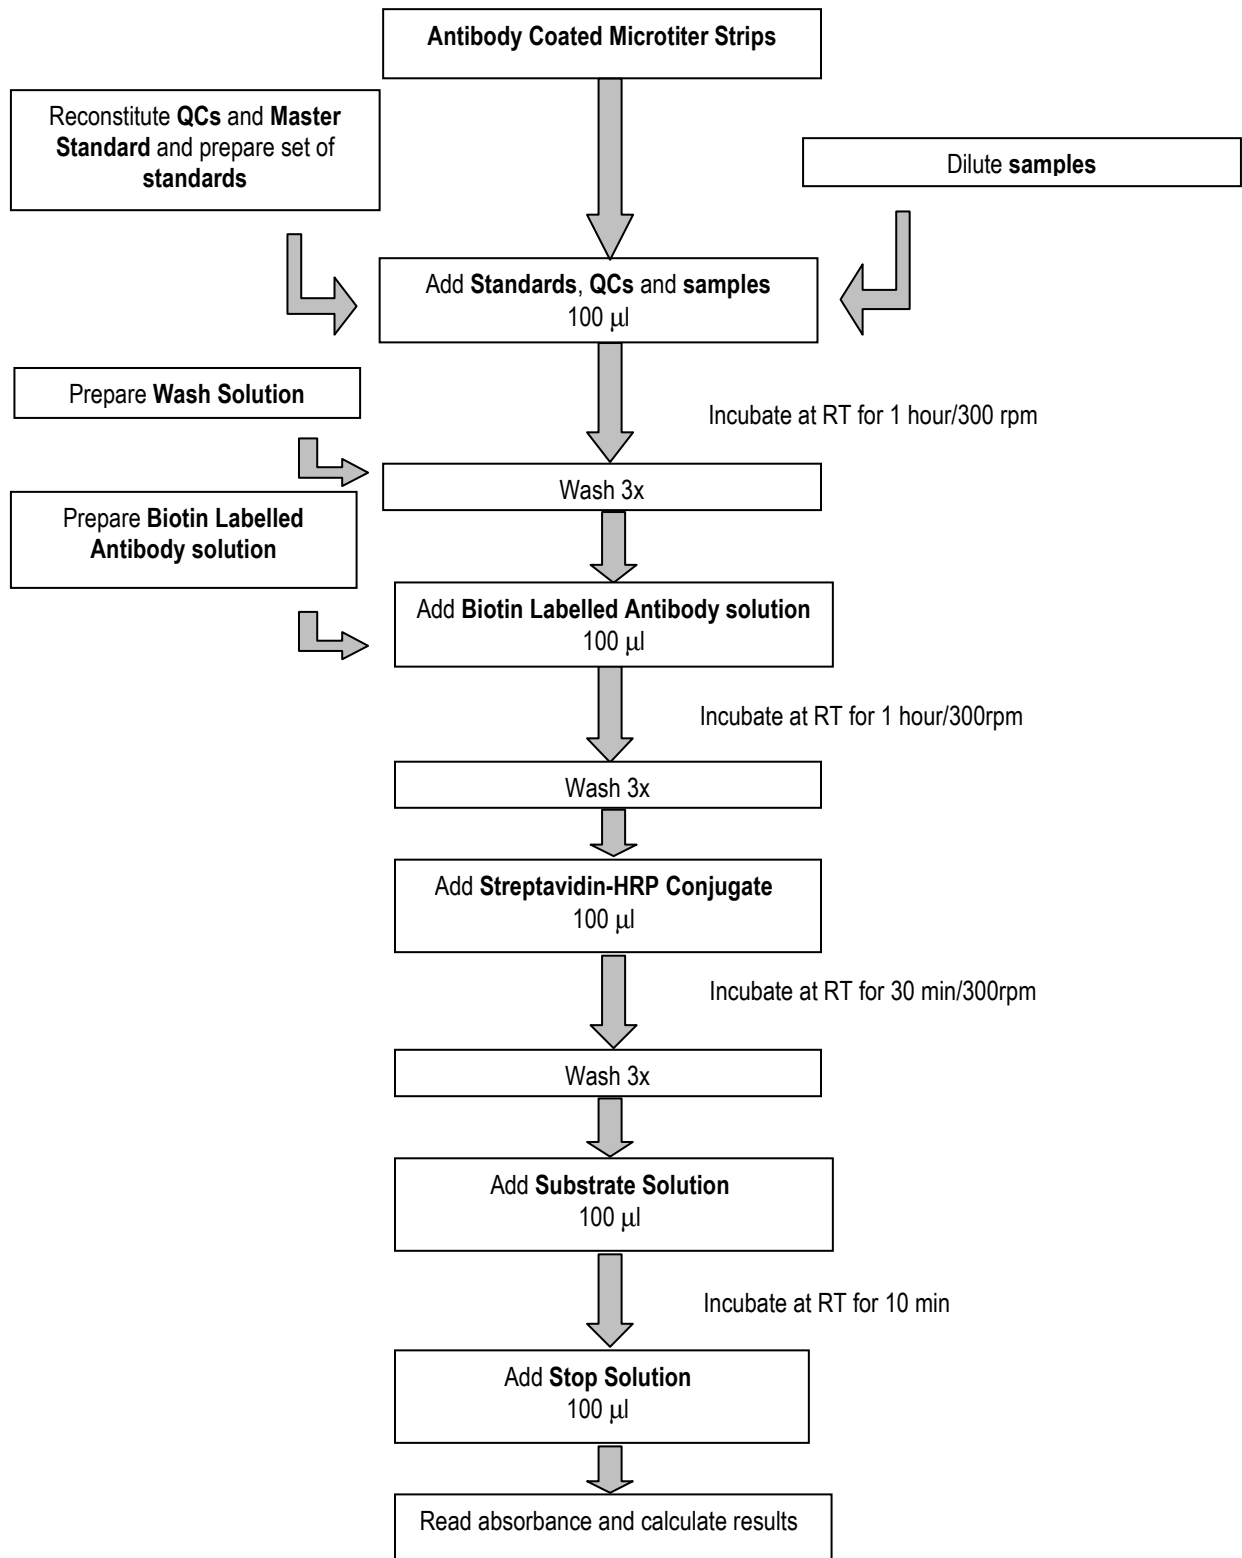 Antibody Coated Microtiter Strips
Reconstitute QCs and Master
Standard and prepare set of
standards
Dilute samples
Add Standards, QCs and samples
100 µl
Prepare Wash Solution
Incubate at RT for 1 hour/300 rpm
Wash 3x
Prepare Biotin Labelled
Antibody solution
Add Biotin Labelled Antibody solution
100 µl
Incubate at RT for 1 hour/300rpm
Wash 3x
Add Streptavidin-HRP Conjugate
100 µl
Incubate at RT for 30 min/300rpm
Wash 3x
Add Substrate Solution
100 µl
Incubate at RT for 10 min
Add Stop Solution
100 µl
Read absorbance and calculate results